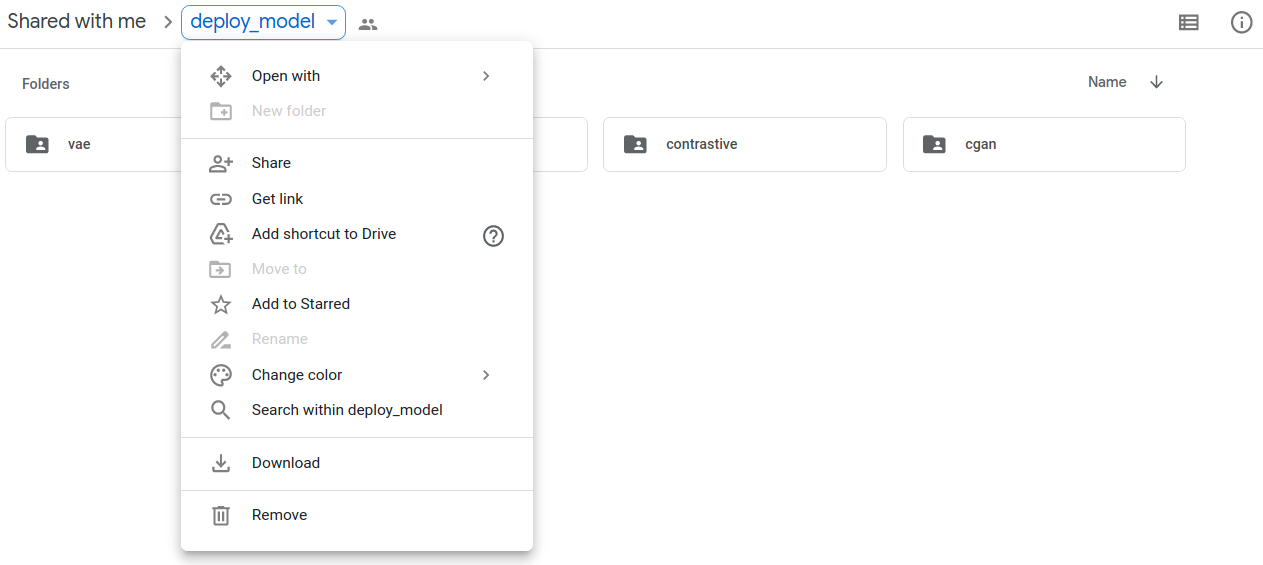 Shared with me > deploy_model
Folders
Name
vae
contrastive
cgan
Open with
New folder
Share
Get link
Add shortcut to Drive
Move to
Add to Starred
Rename
Change color
Search within deploy_model
Download
Remove